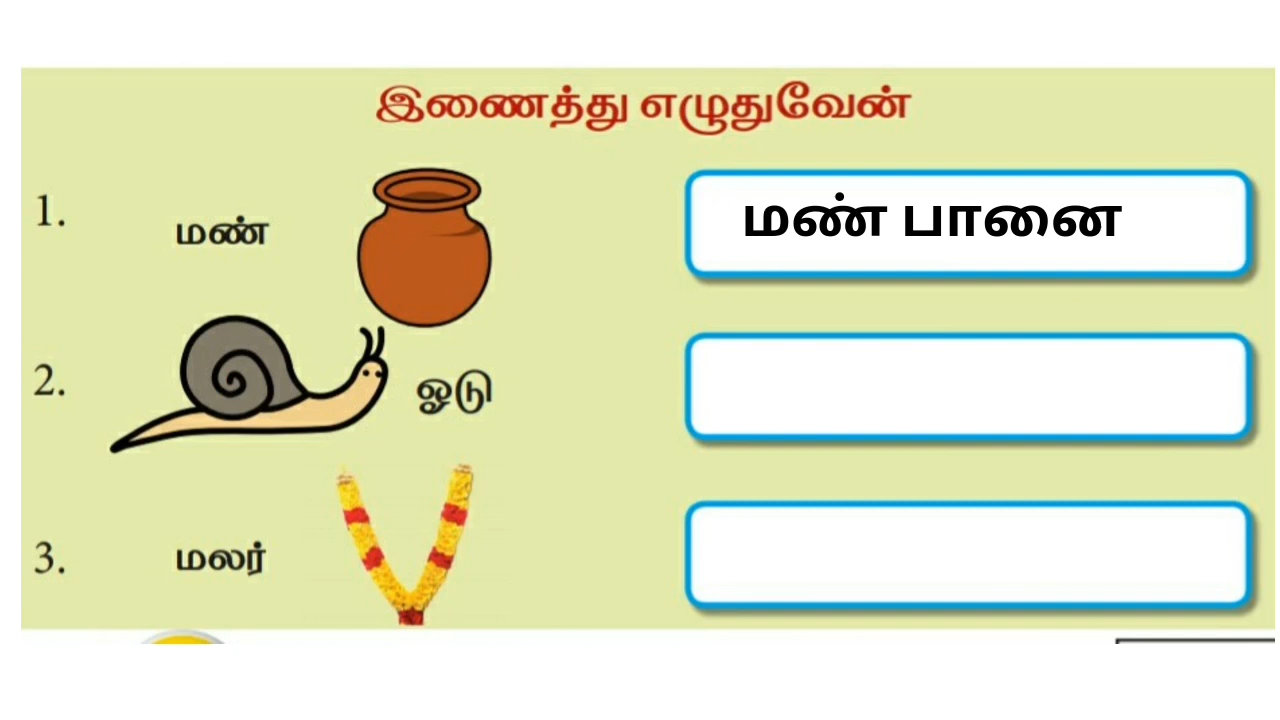 இணைத்து எழுதுவேன்
1. மண்
மண் பானை
2. ஓடு
3. மலர்